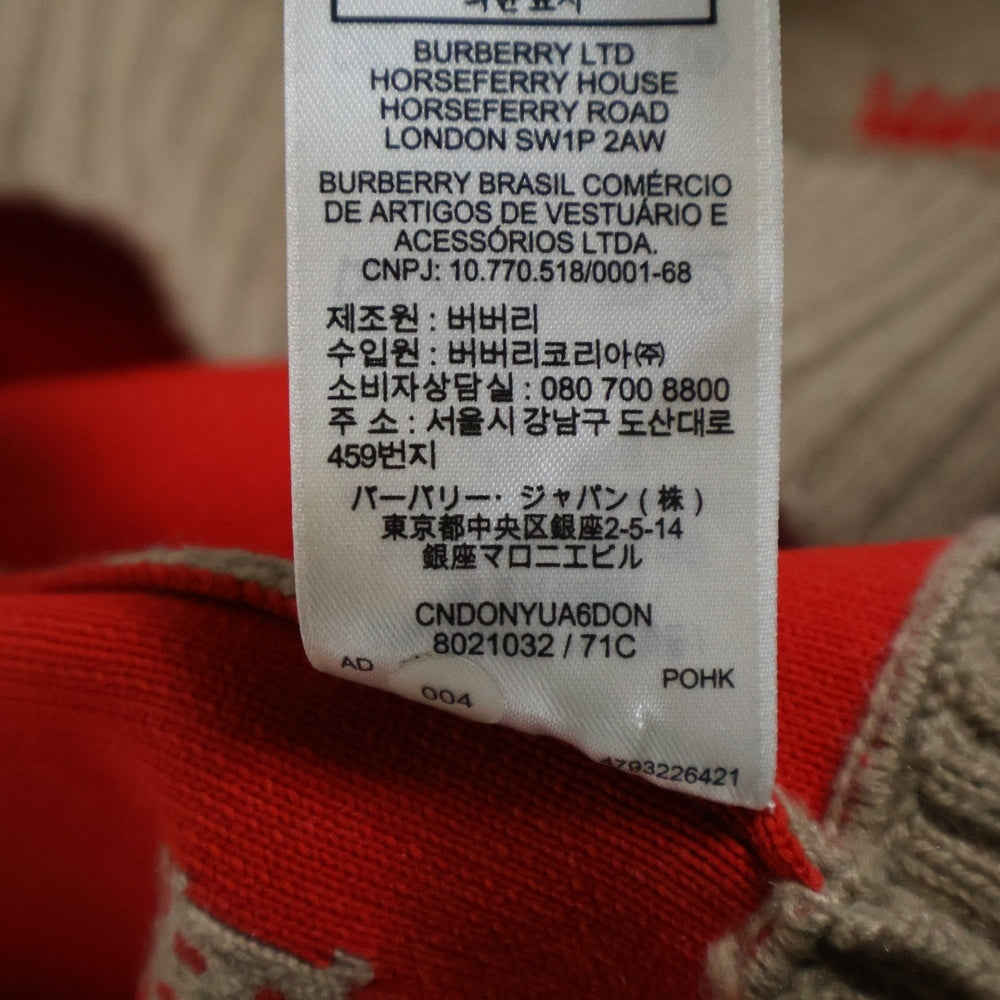 BURBERRY LTD
HORSEFERRY HOUSE
HORSEFERRY ROAD
LONDON SW1P 2AW
BURBERRY BRASIL COMÉRCIO
DE ARTIGOS DE VESTUÁRIO E
ACESSÓRIOS LTDA.
CNPJ: 10.770.518/0001-68
제조원 : 버버리
수입원 : 버버리코리아㈜
소비자상담실 : 080 700 8800
주 소 : 서울시 강남구 도산대로
459번지
バーバリー· ジャパン ( 株 )
東京都中央区銀座2-5-14
銀座マロニエビル
CNDONYUA6DON
8021032 / 71C
AD
004
POHK